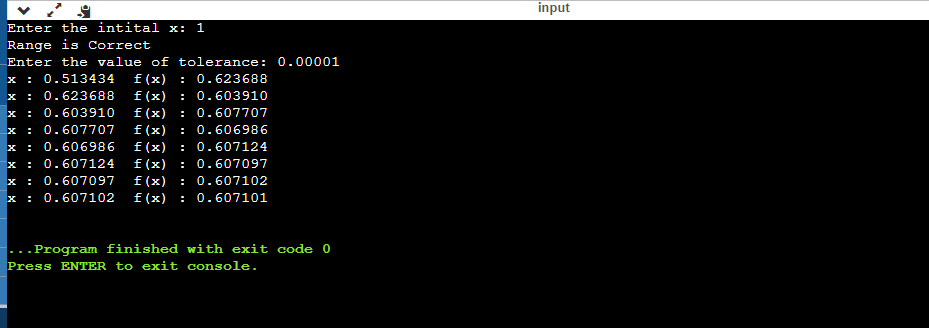 input
Enter the intital x: 1
Range is Correct
Enter the value of tolerance: 0.00001
x : 0.513434  f(x) : 0.623688
x : 0.623688  f(x) : 0.603910
x : 0.603910  f(x) : 0.607707
x : 0.607707  f(x) : 0.606986
x : 0.606986  f(x) : 0.607124
x : 0.607124  f(x) : 0.607097
x : 0.607097  f(x) : 0.607102
x : 0.607102  f(x) : 0.607101
...Program finished with exit code 0
Press ENTER to exit console.